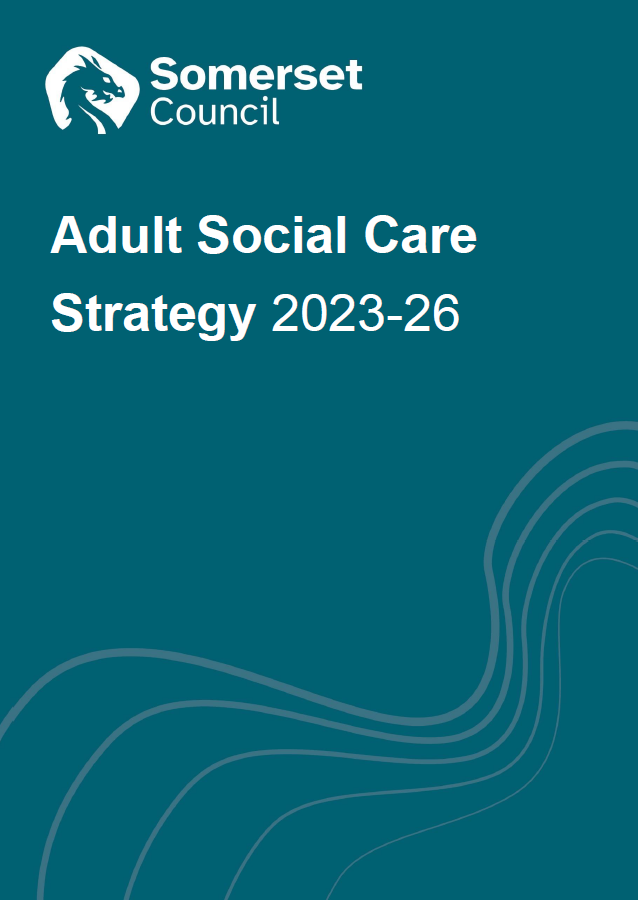 Somerset
Council
Adult Social Care
Strategy 2023-26